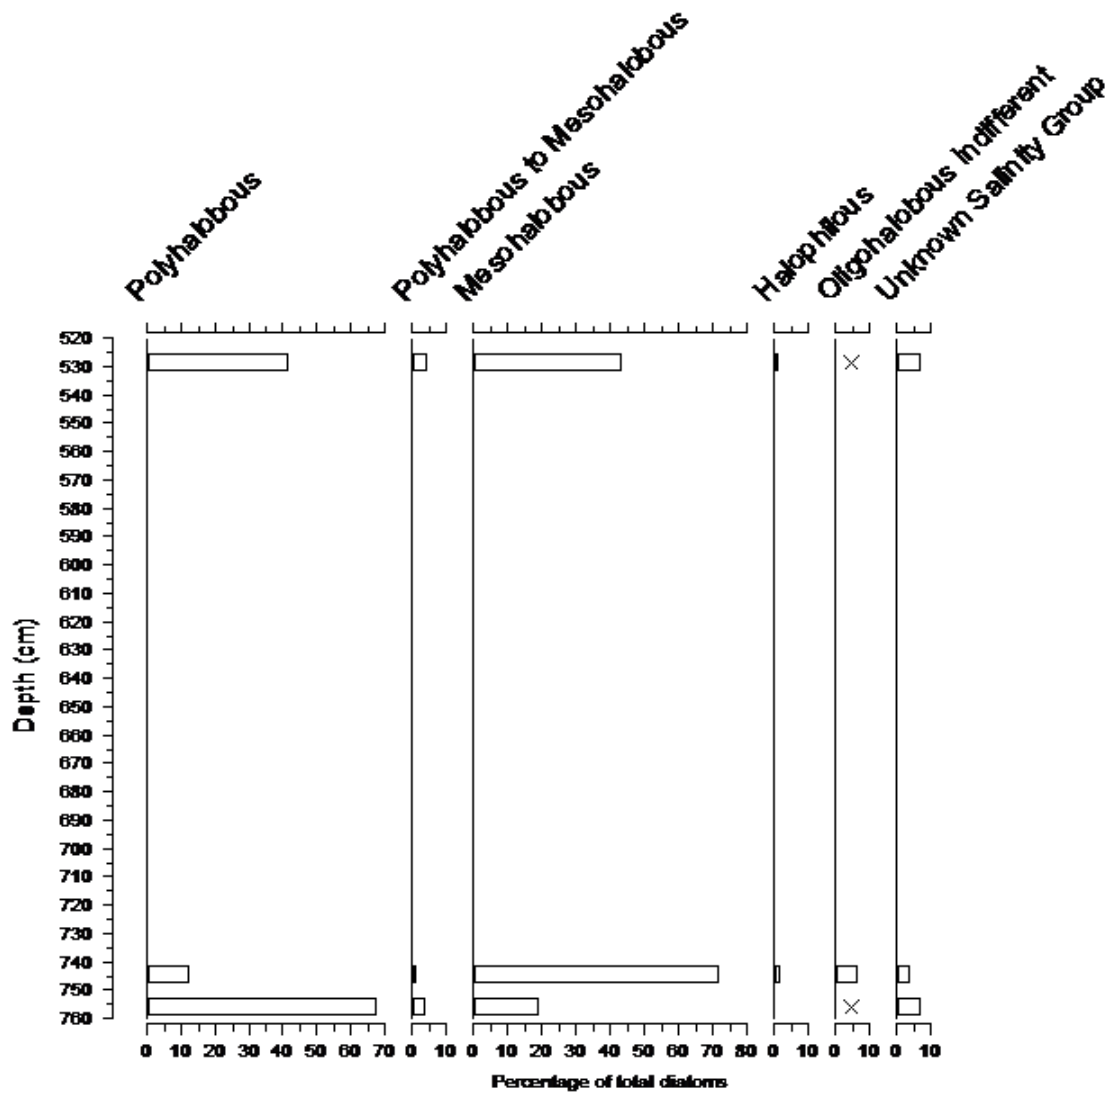 Polyhalobous
Polyhalobous to Mesohalobous
Mesohalobous
Halophilous
Oligohalobous Indifferent
Unknown Salinity Group
520
530
540
550
560
570
580
590
600
610
620
630
640
650
660
670
680
690
700
710
720
730
740
750
760
Depth (cm)
0 10 20 30 40 50 60 70 0 10 0 10 20 30 40 50 60 70 80 0 10 0 10 0 10
Percentage of total diatoms